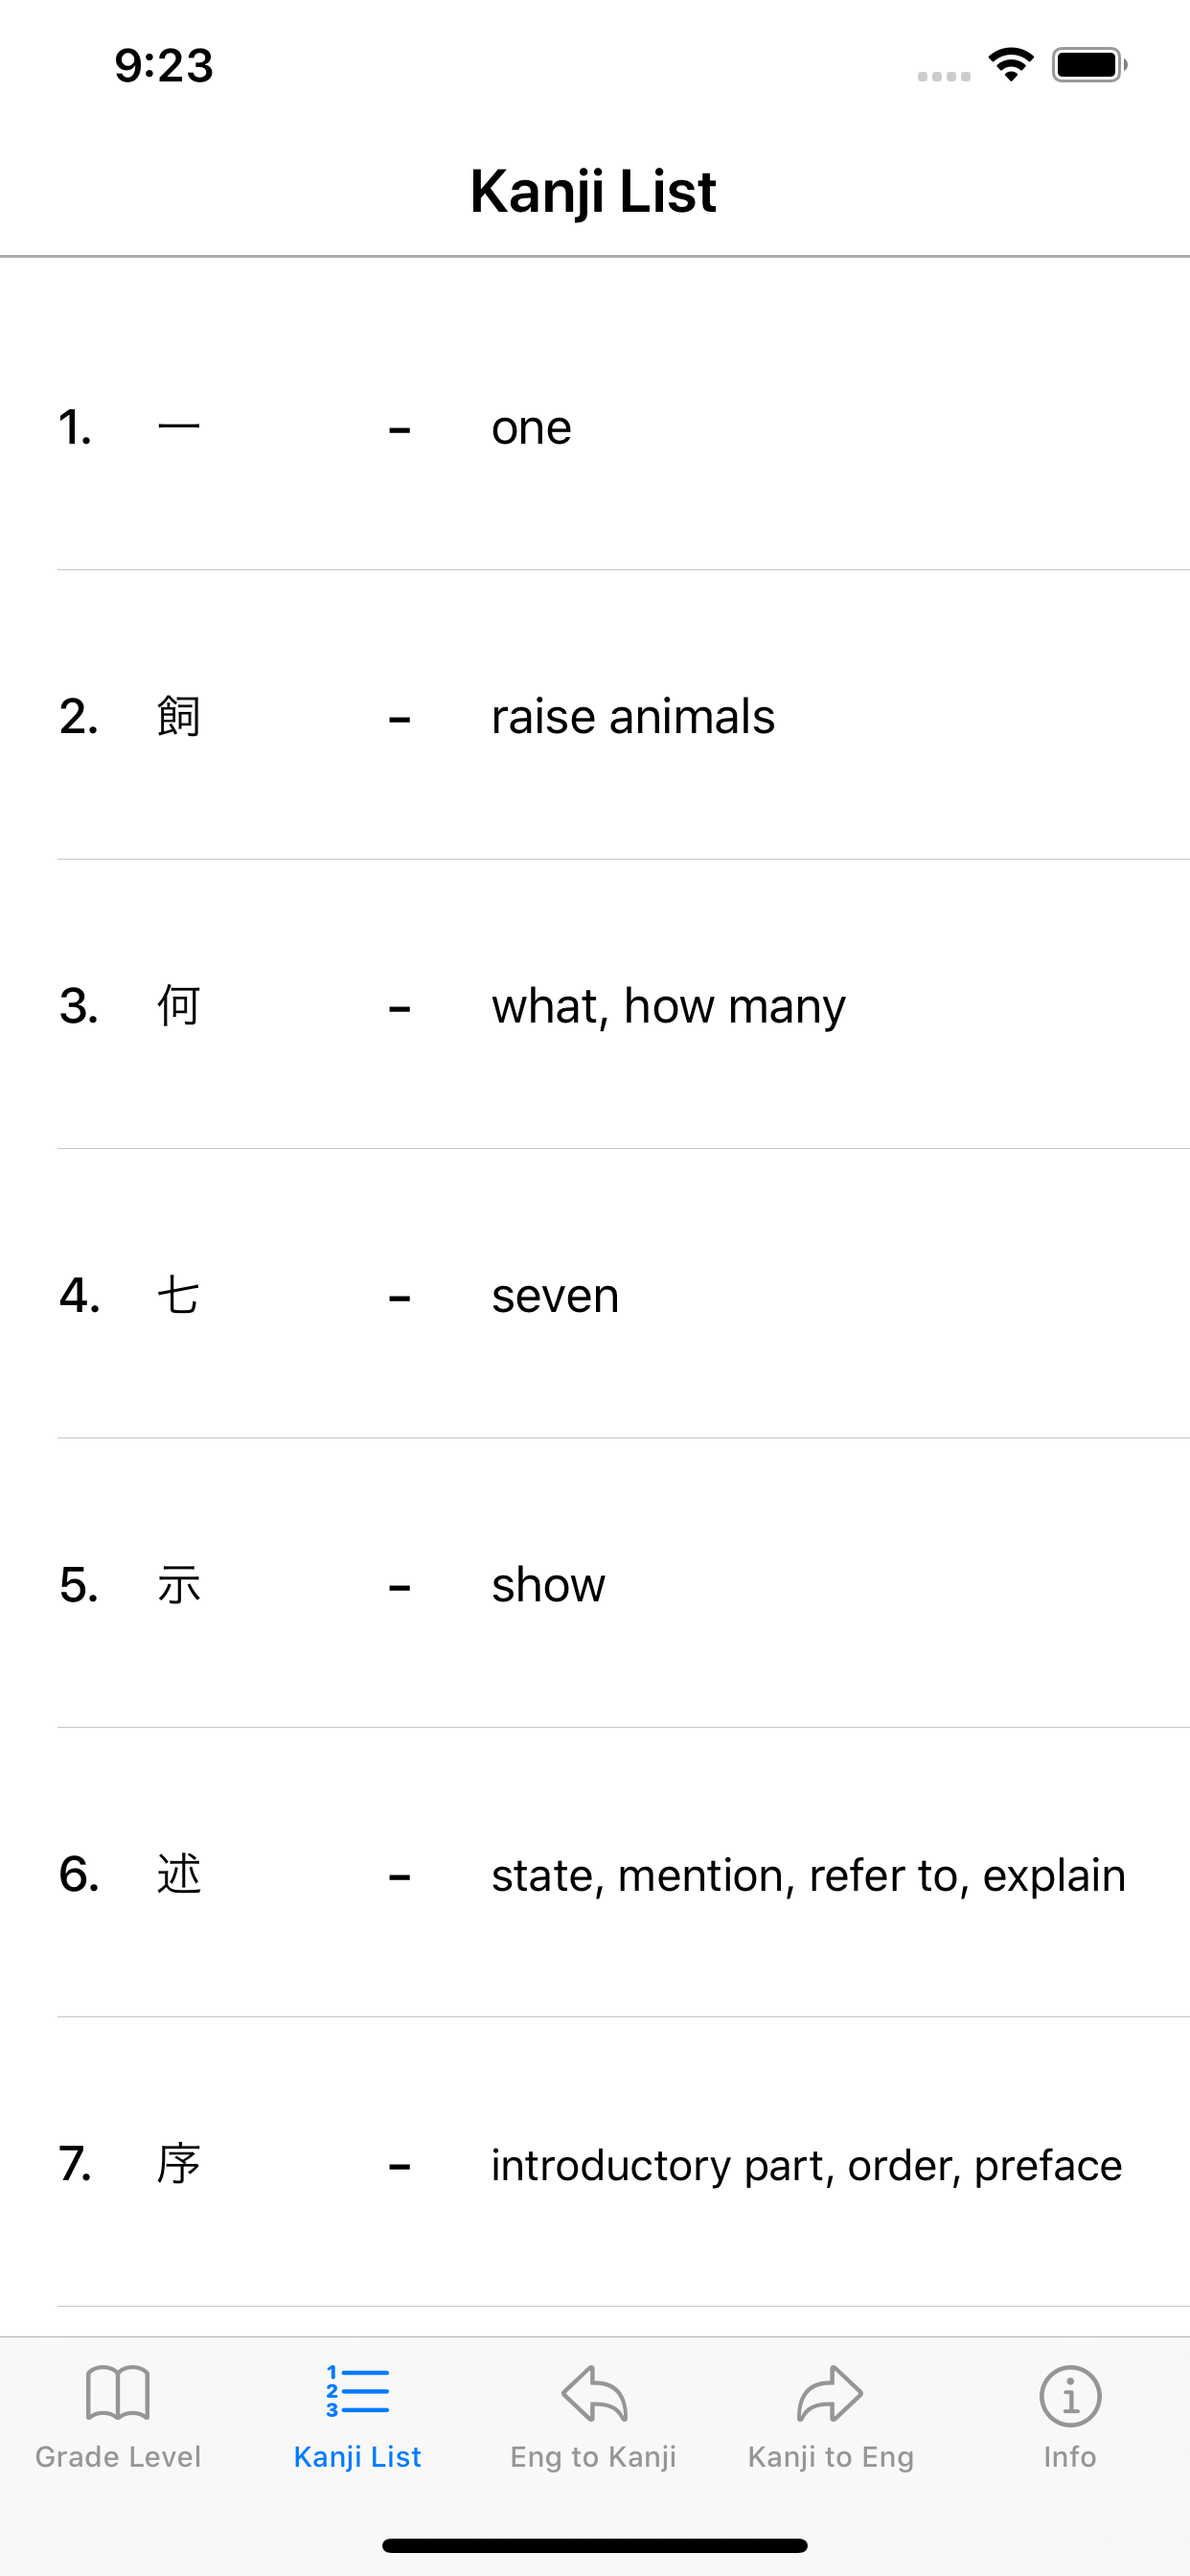 9:23
Kanji List
1. 一 - one
2. 飼 - raise animals
3. 何 - what, how many
4. 七 - seven
5. 示 - show
6. 述 - state, mention, refer to, explain
7. 序 - introductory part, order, preface
Grade Level Kanji List Eng to Kanji Kanji to Eng Info